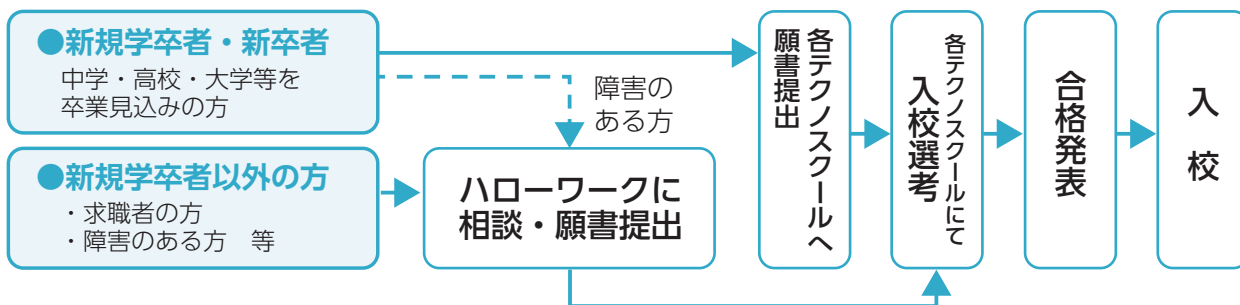 ●新規学卒者・新卒者
中学・高校・大学等を
卒業見込みの方
障害の
ある方
●新規学卒者以外の方
・求職者の方
・障害のある方　等
ハローワークに
相談・願書提出
各テクノスクールへ
願書提出
各テクノスクールにて
入校選考
合格発表
入校